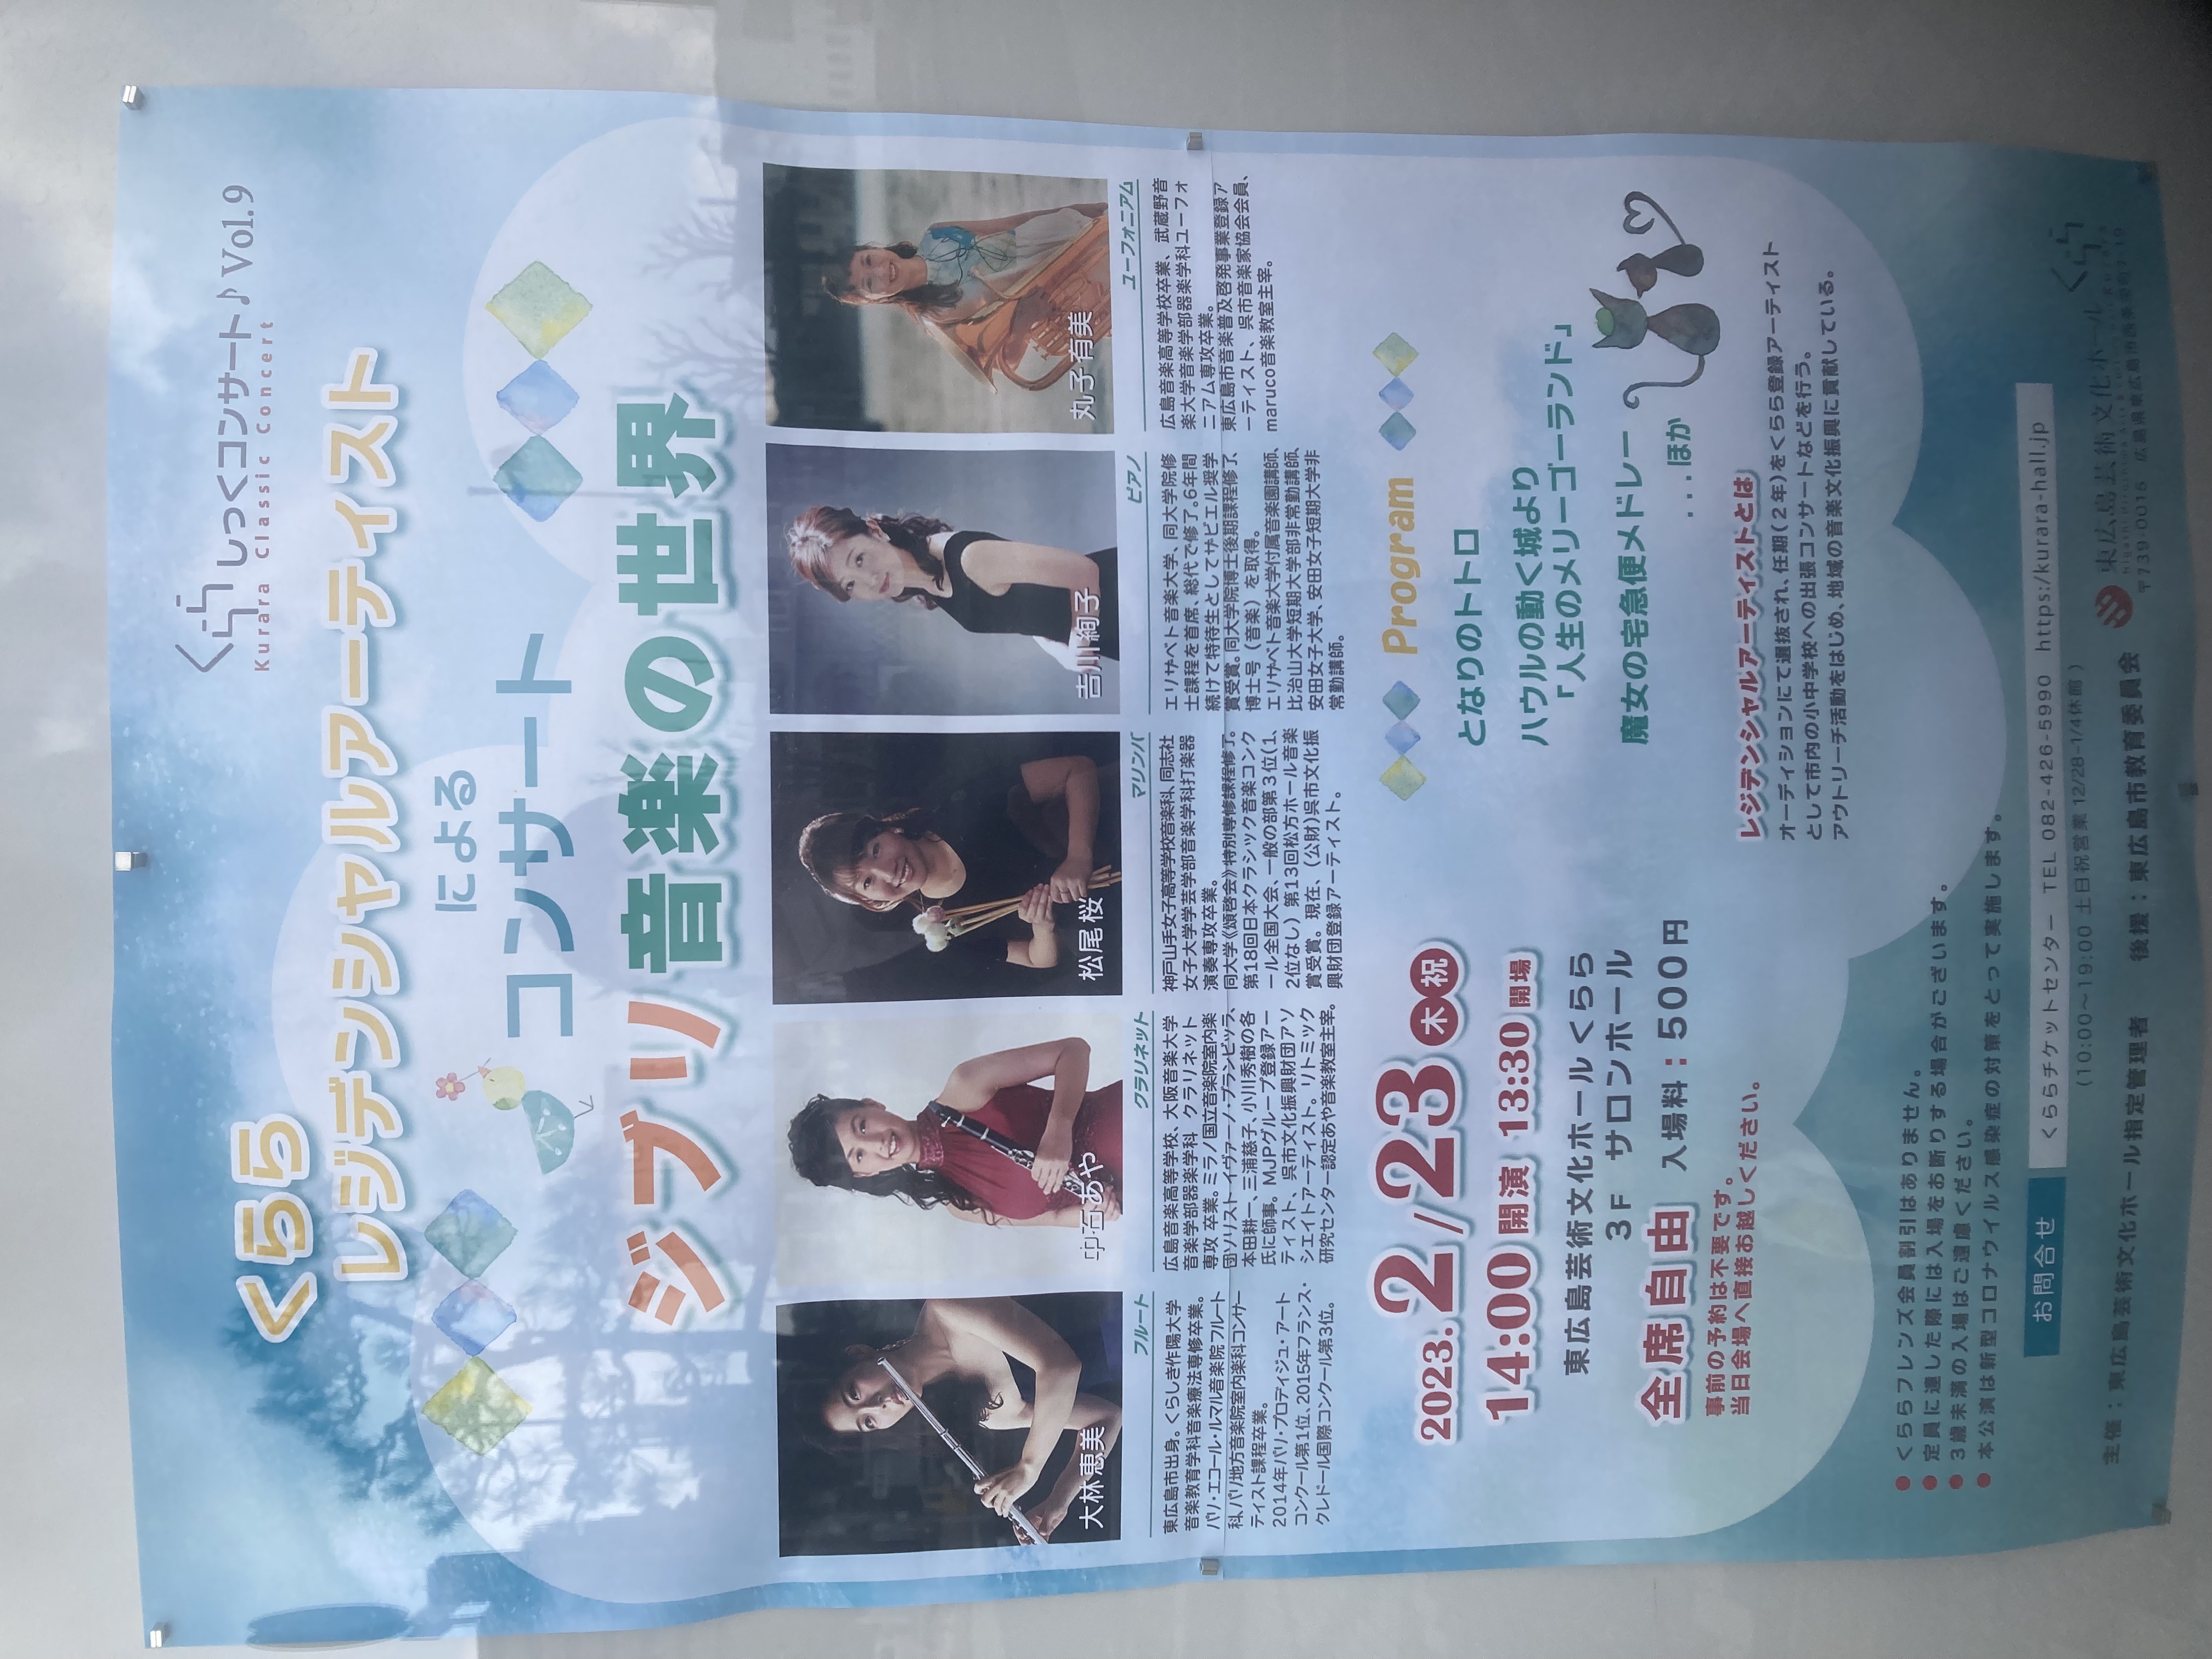 くらら しっくコンサート♪ Vol.9
Kurara Classic Concert
くらら
レジデンシャルアーティスト
による
コンサート
ジブリ音楽の世界
大林恵美
フルート
東広島市出身。くらしき作陽大学
音楽教育学科音楽療法専修卒業。
パリ・エコール・ルマル音楽院フルート
科、パリ地方音楽院室内楽科コンサー
ティスト課程卒業。
2014年パリ・プロディジュ・アート
コンクール第1位、2015年フランス・
クレドール国際コンクール第3位。
中石あや
クラリネット
広島音楽高等学校、大阪音楽大学
音楽学部器楽学科 クラリネット
専攻 卒業。ミラノ国立音楽院室内楽
団ソリスト イヴァーノ・ブランビッラ、
本田耕一、三浦慈子、小川秀樹の各
氏に師事。MJPグループ登録アー
ティスト、呉市文化振興財団アソ
シエイトアーティスト。リトミック
研究センター認定あや音楽教室主宰。
松尾桜
マリンバ
神戸山手女子高等学校音楽科、同志社
女子大学学芸学部音楽学科打楽器
演奏専攻卒業。
同大学《頌啓会》特別専修課程修了。
第18回日本クラシック音楽コンク
ール全国大会、一般の部第3位(1、
2位なし) 第13回松方ホール音楽
賞受賞。現在、(公財)呉市文化振
興財団登録アーティスト。
吉川絢子
ピアノ
エリザベト音楽大学、同大学院修
士課程を首席、総代で修了。6年間
続けて特待生としてザビエル奨学
賞受賞。同大学院博士後期課程修了、
博士号(音楽)を取得。
エリザベト音楽大学付属音楽園講師、
比治山大学短期大学部非常勤講師、
安田女子大学、安田女子短期大学非
常勤講師。
丸子有美
ユーフォニアム
広島音楽高等学校卒業、武蔵野音
楽大学音楽学部器楽学科ユーフォ
ニアム専攻卒業。
東広島市音楽普及啓発事業登録ア
ーティスト、呉市音楽家協会会員、
maruco音楽教室主宰。
2023.2/23 木 祝
14:00 開演 13:30 開場
東広島芸術文化ホール くらら
3F サロンホール
全席自由 入場料：500円
事前の予約は不要です。
当日会場へ直接お越しください。
Program
となりのトトロ
ハウルの動く城より
「人生のメリーゴーランド」
魔女の宅急便メドレー
...ほか
レジデンシャルアーティストとは
オーディションにて選抜され、任期(2年)をくらら登録アーティスト
として市内の小中学校への出張コンサートなどを行う。
アウトリーチ活動をはじめ、地域の音楽文化振興に貢献している。
● くららフレンズ会員割引はありません。
● 定員に達した際には入場をお断りする場合がございます。
● 3歳未満の入場はご遠慮ください。
● 本公演は新型コロナウイルス感染症の対策をとって実施します。
お問合せ くららチケットセンター TEL 082-426-5990 https:/kurara-hall.jp
(10:00～19:00 土日祝営業 12/28-1/4休館)
主催：東広島芸術文化ホール指定管理者 後援：東広島市教育委員会
東広島芸術文化ホール くらら
〒739-0015 広島県東広島市西条栄町7-19